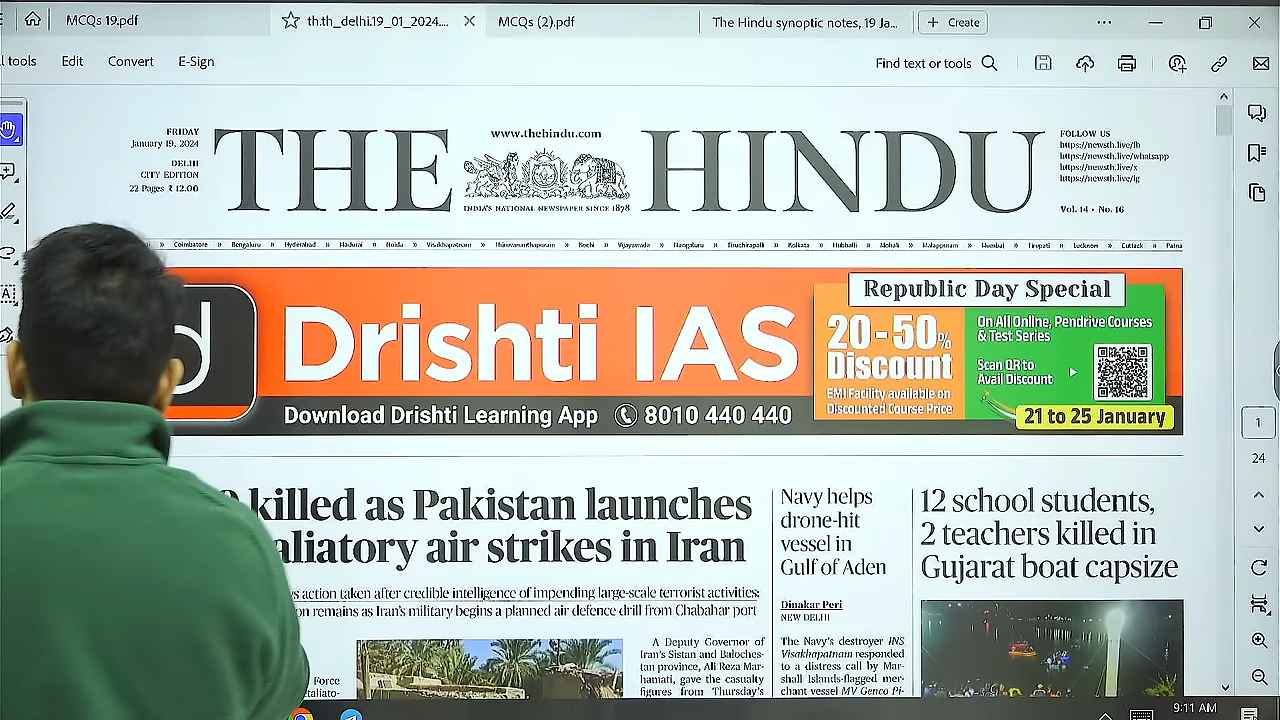 MCQs 19.pdf
th.th_delhi.19_01_2024....
MCQs (2).pdf
The Hindu synoptic notes, 19 Ja...
+ Create
tools
Edit
Convert
E-Sign
Find text or tools
FRIDAY
January 19, 2024
DELHI
CITY EDITION
22 Pages ₹ 12.00
THE HINDU
www.thehindu.com
INDIA'S NATIONAL NEWSPAPER SINCE 1878
FOLLOW US
https://newsth.live/fb
https://newsth.live/whatsapp
https://newsth.live/x
https://newsth.live/ig
Vol. 14 • No. 16
» Coimbatore » Bengaluru » Hyderabad » Madurai » Noida » Visakhapatnam » Thiruvananthapuram » Kochi » Vijayawada » Mangaluru » Tiruchirapalli » Kolkata » Hubballi » Mohali » Malappuram » Mumbai » Tirupati » Lucknow » Cuttack » Patna
d
Drishti IAS
Download Drishti Learning App 8010 440 440
Republic Day Special
20-50%
Discount
EMI Facility available on
Discounted Course Price
On All Online, Pendrive Courses
& Test Series
Scan QR to
Avail Discount
21 to 25 January
killed as Pakistan launches
aliatory air strikes in Iran
s action taken after credible intelligence of impending large-scale terrorist activities;
on remains as Iran's military begins a planned air defence drill from Chabahar port
Force
taliato-
A Deputy Governor of
Iran's Sistan and Baloches-
tan province, Ali Reza Mar-
hamati, gave the casualty
figures from Thursday's
Navy helps
drone-hit
vessel in
Gulf of Aden
Dinakar Peri
NEW DELHI
The Navy's destroyer INS
Visakhapatnam responded
to a distress call by Mar-
shall Islands-flagged mer-
chant vessel MV Genco Pi-
12 school students,
2 teachers killed in
Gujarat boat capsize
1
24
9:11 AM